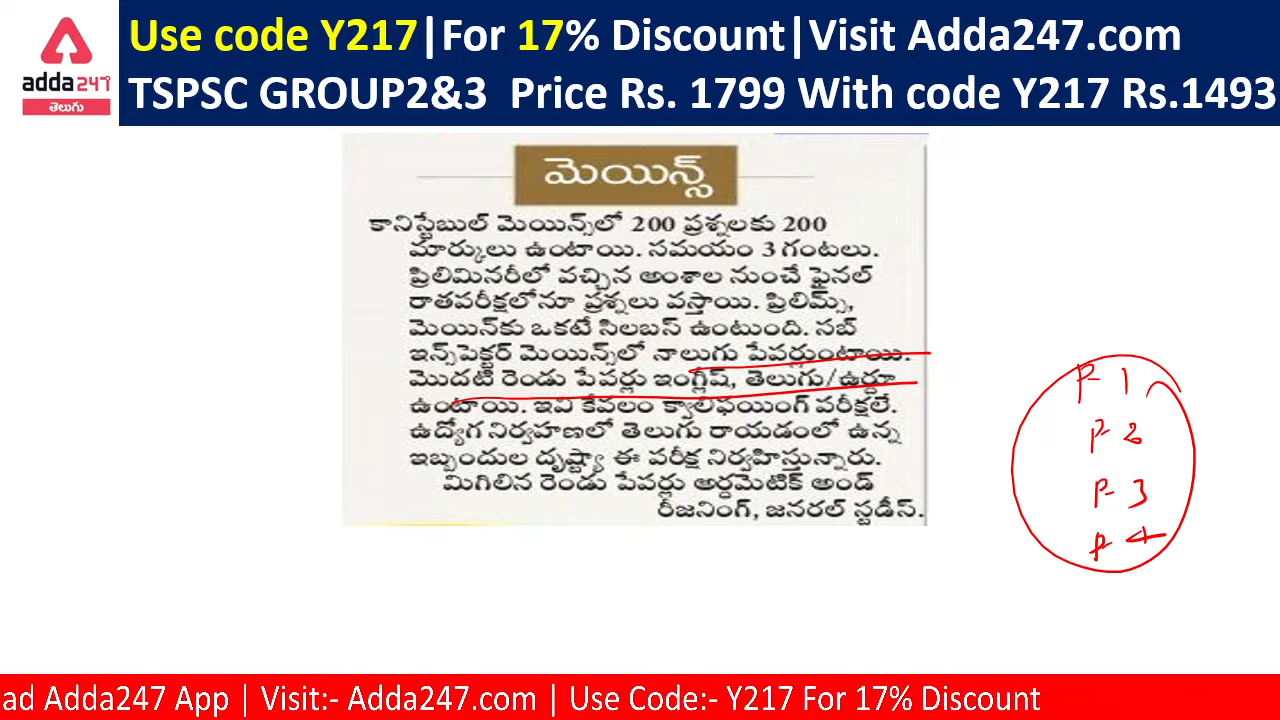 adda247
తెలుగు
Use code Y217|For 17% Discount|Visit Adda247.com
TSPSC GROUP2&3 Price Rs. 1799 With code Y217 Rs.1493
మెయిన్స్
కానిస్టేబుల్ మెయిన్స్‌లో 200 ప్రశ్నలకు 200
మార్కులు ఉంటాయి. సమయం 3 గంటలు.
ప్రిలిమినరీలో వచ్చిన అంశాల నుంచే ఫైనల్
రాతపరీక్షలోనూ ప్రశ్నలు వస్తాయి. ప్రిలిమ్స్,
మెయిన్‌కు ఒకటే సిలబస్ ఉంటుంది. సబ్
ఇన్‌స్పెక్టర్ మెయిన్స్‌లో నాలుగు పేపర్లుంటాయి.
మొదటి రెండు పేపర్లు ఇంగ్లీష్, తెలుగు/ఉర్దూ
ఉంటాయి. ఇవి కేవలం క్వాలిఫయింగ్ పరీక్షలే.
ఉద్యోగ నిర్వహణలో తెలుగు రాయడంలో ఉన్న
ఇబ్బందుల దృష్ట్యా ఈ పరీక్ష నిర్వహిస్తున్నారు.
మిగిలిన రెండు పేపర్లు అర్థమెటిక్ అండ్
రీజనింగ్, జనరల్ స్టడీస్.
P- 1
P- 2
P- 3
P- 4
ad Adda247 App | Visit:- Adda247.com | Use Code:- Y217 For 17% Discount